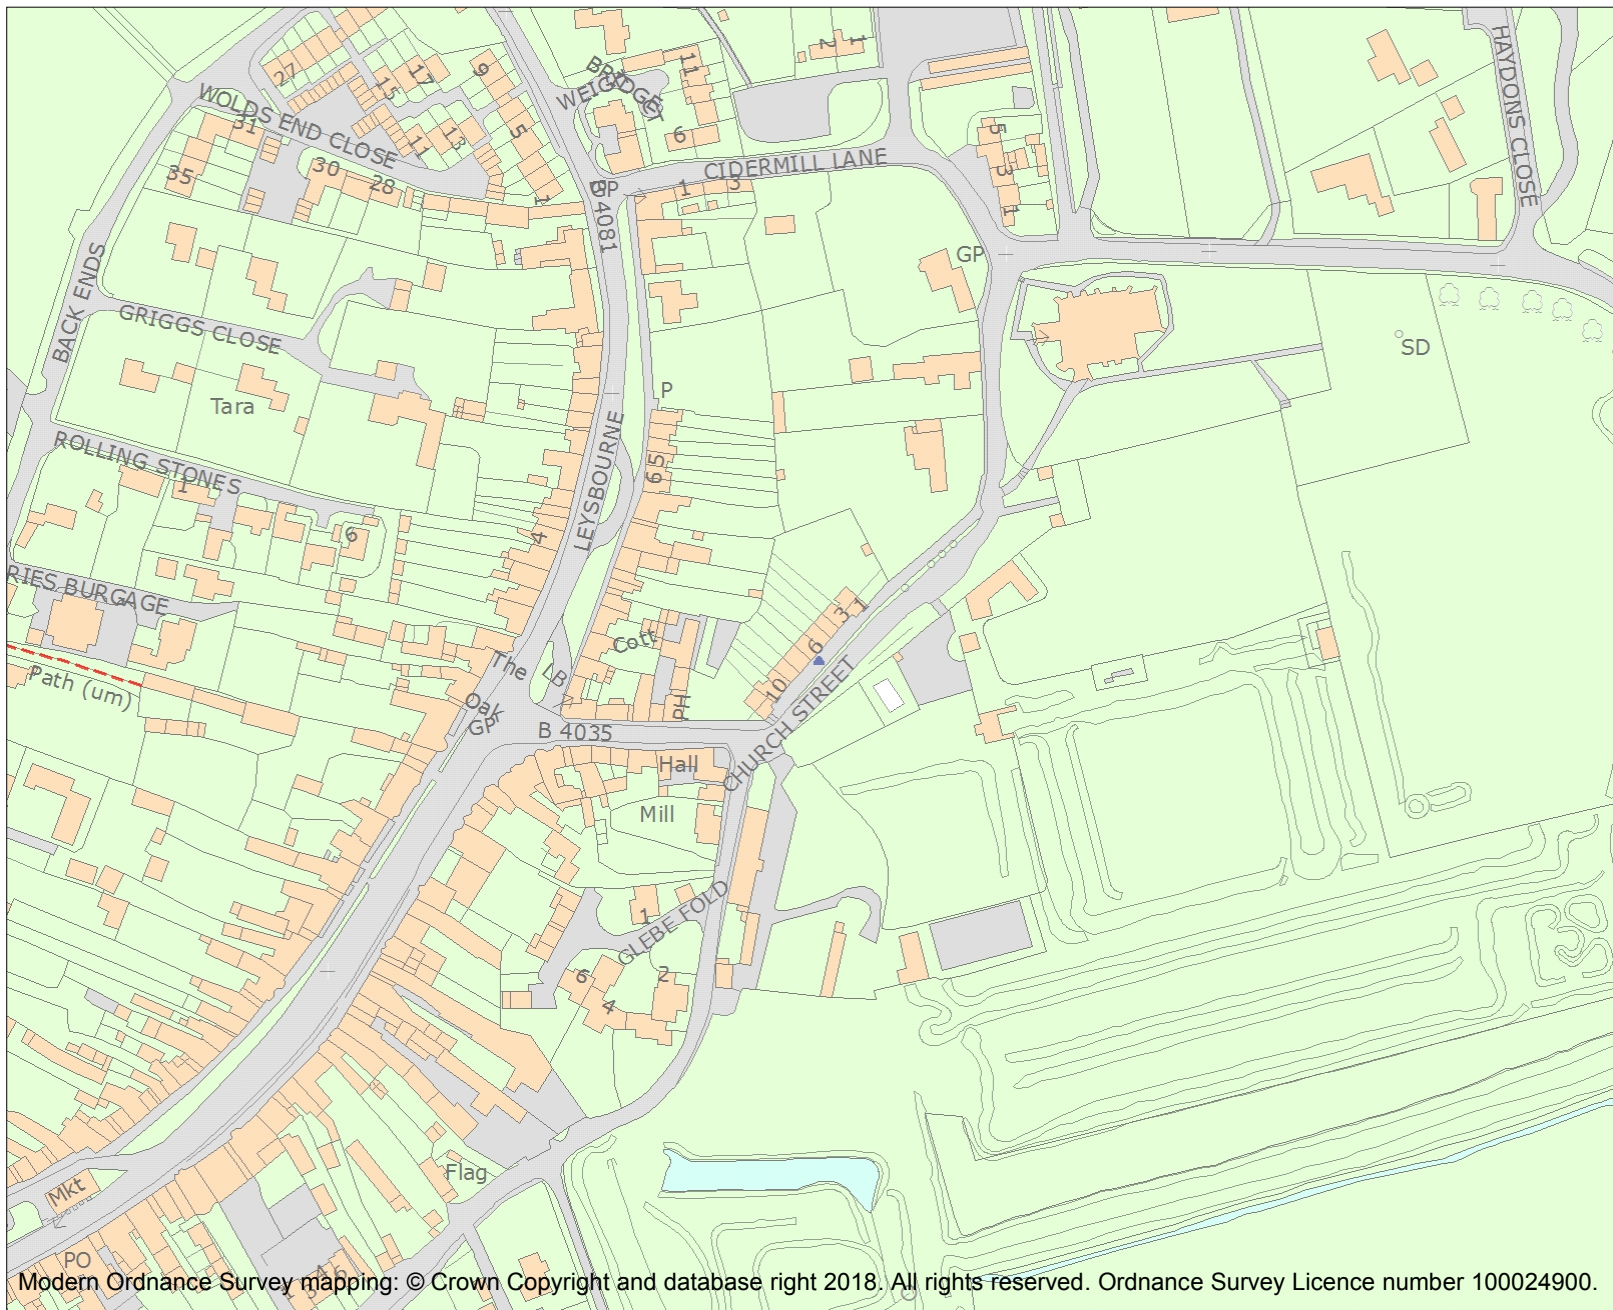 27
15
17
9
11
2
1
BRIDGE
WEIGH
CT
WOLDS END CLOSE
31
11
13
5
6
HAYDONS CLOSE
35
30
28
1
GP
CIDERMILL LANE
1
3
5
3
1
B 4081
GP
BACK ENDS
GRIGGS CLOSE
SD
Tara
P
LEYSBOURNE
ROLLING STONES
1
65
4
6
RIES BURGAGE
Cott
3
1
6
The
LB
Path (um)
10
PH
Oak
GP
B 4035
CHURCH STREET
Hall
Mill
1
GLEBE FOLD
6
2
4
Flag
Mkt
PO
Modern Ordnance Survey mapping: © Crown Copyright and database right 2018. All rights reserved. Ordnance Survey Licence number 100024900.